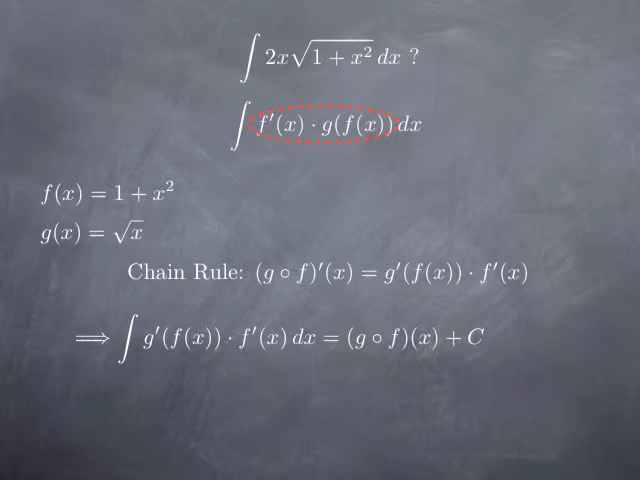 ∫ 2x√(1 + x²) dx ?
∫ f′(x) · g(f(x)) dx
f(x) = 1 + x²
g(x) = √x
Chain Rule: (g ∘ f)′(x) = g′(f(x)) · f′(x)
⟹ ∫ g′(f(x)) · f′(x) dx = (g ∘ f)(x) + C